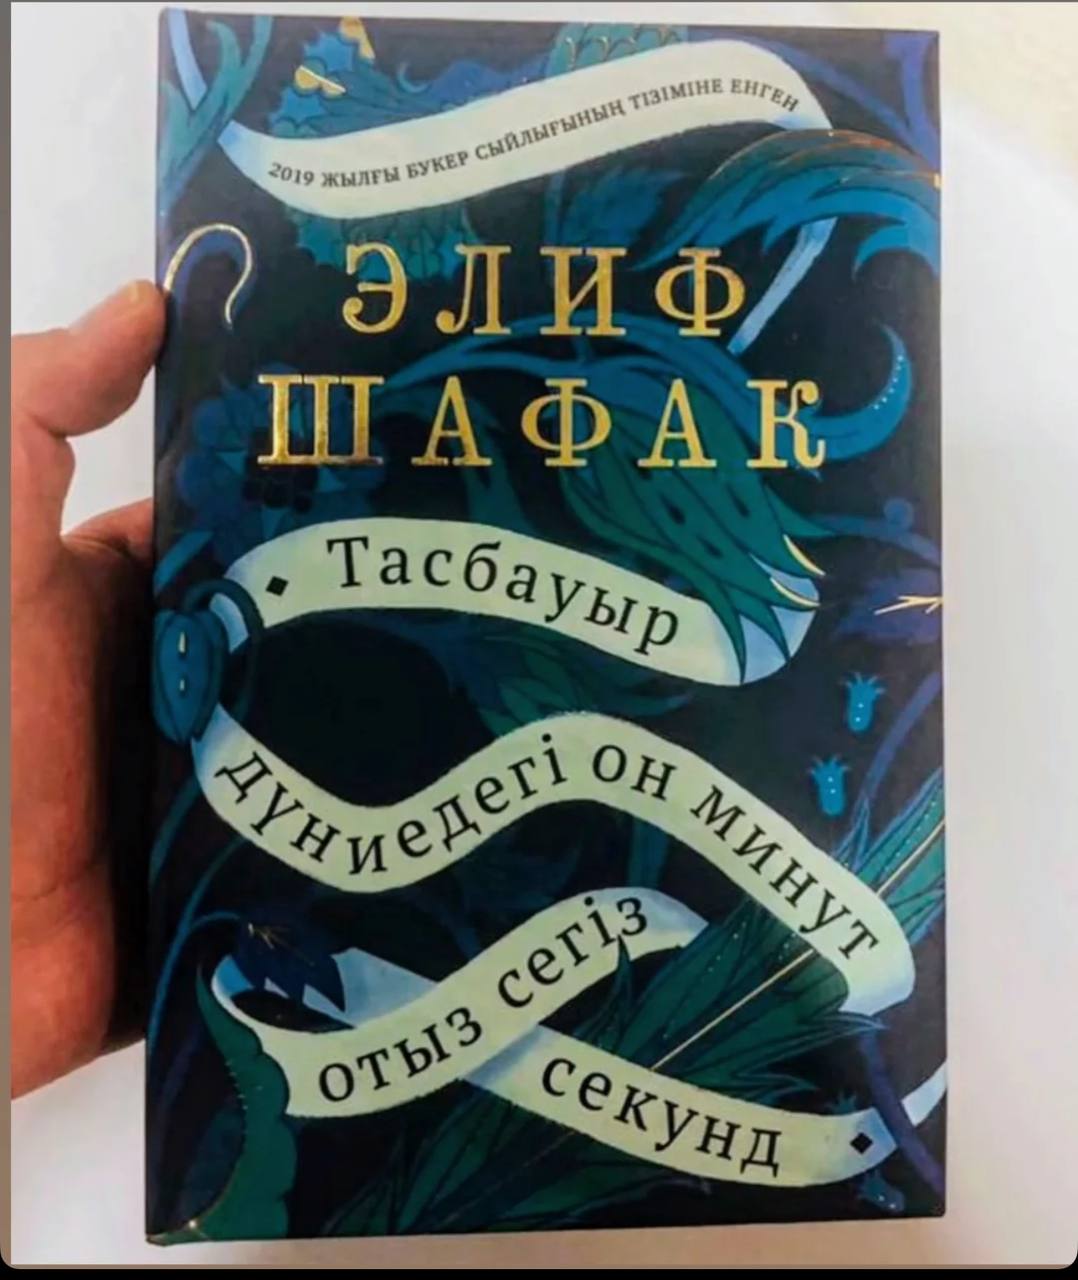 2019 ЖЫЛҒЫ БУКЕР СЫЙЛЫҒЫНЫҢ ТІЗІМІНЕ ЕНГЕН
ЭЛИФ
ШАФАК
Тасбауыр
дүниедегі он минут
отыз сегіз
секунд